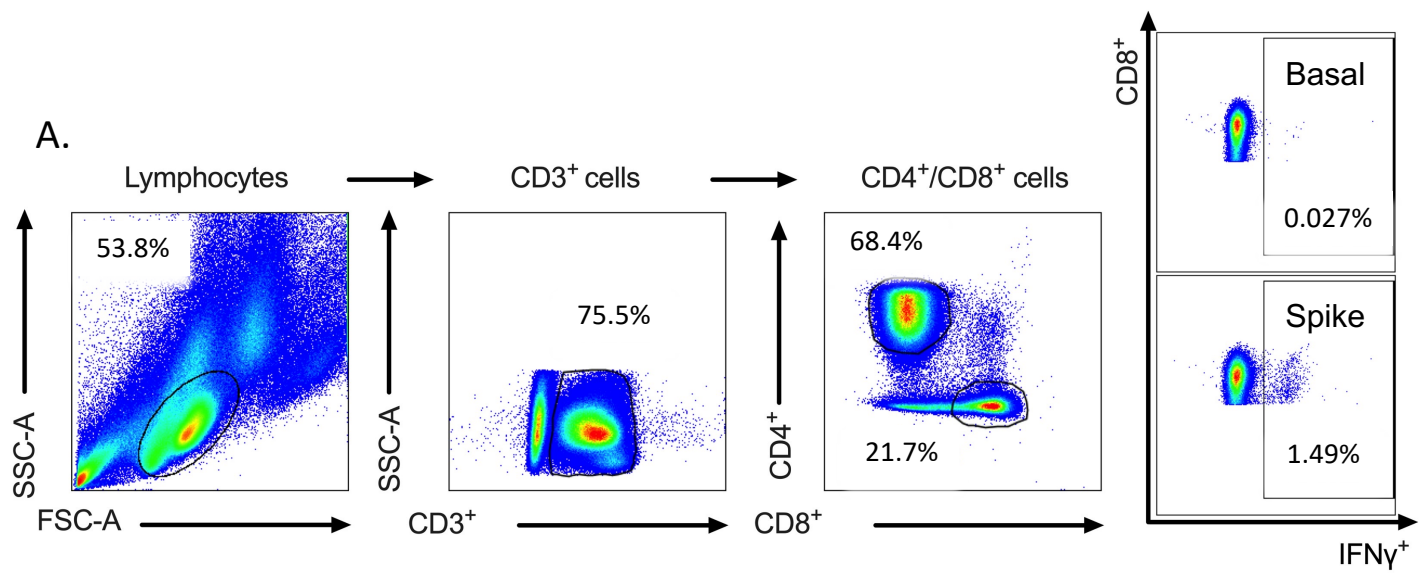 A.
Lymphocytes
CD3⁺ cells
CD4⁺/CD8⁺ cells
SSC-A
53.8%
FSC-A
SSC-A
75.5%
CD3⁺
CD4⁺
68.4%
21.7%
CD8⁺
CD8⁺
Basal
0.027%
Spike
1.49%
IFNγ⁺